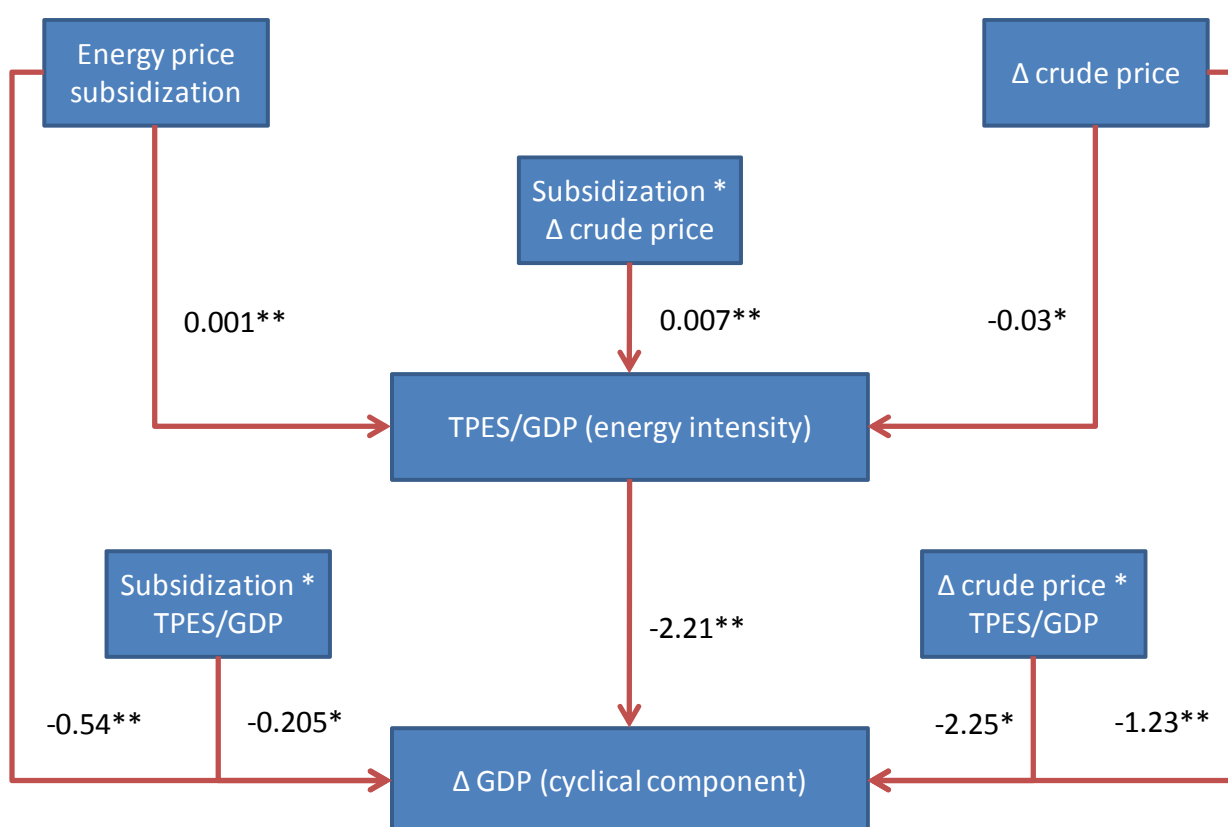 Energy price
subsidization
Δ crude price
Subsidization *
Δ crude price
0.001**
0.007**
-0.03*
TPES/GDP (energy intensity)
Subsidization *
TPES/GDP
Δ crude price *
TPES/GDP
-2.21**
-0.54**
-0.205*
-2.25*
-1.23**
Δ GDP (cyclical component)